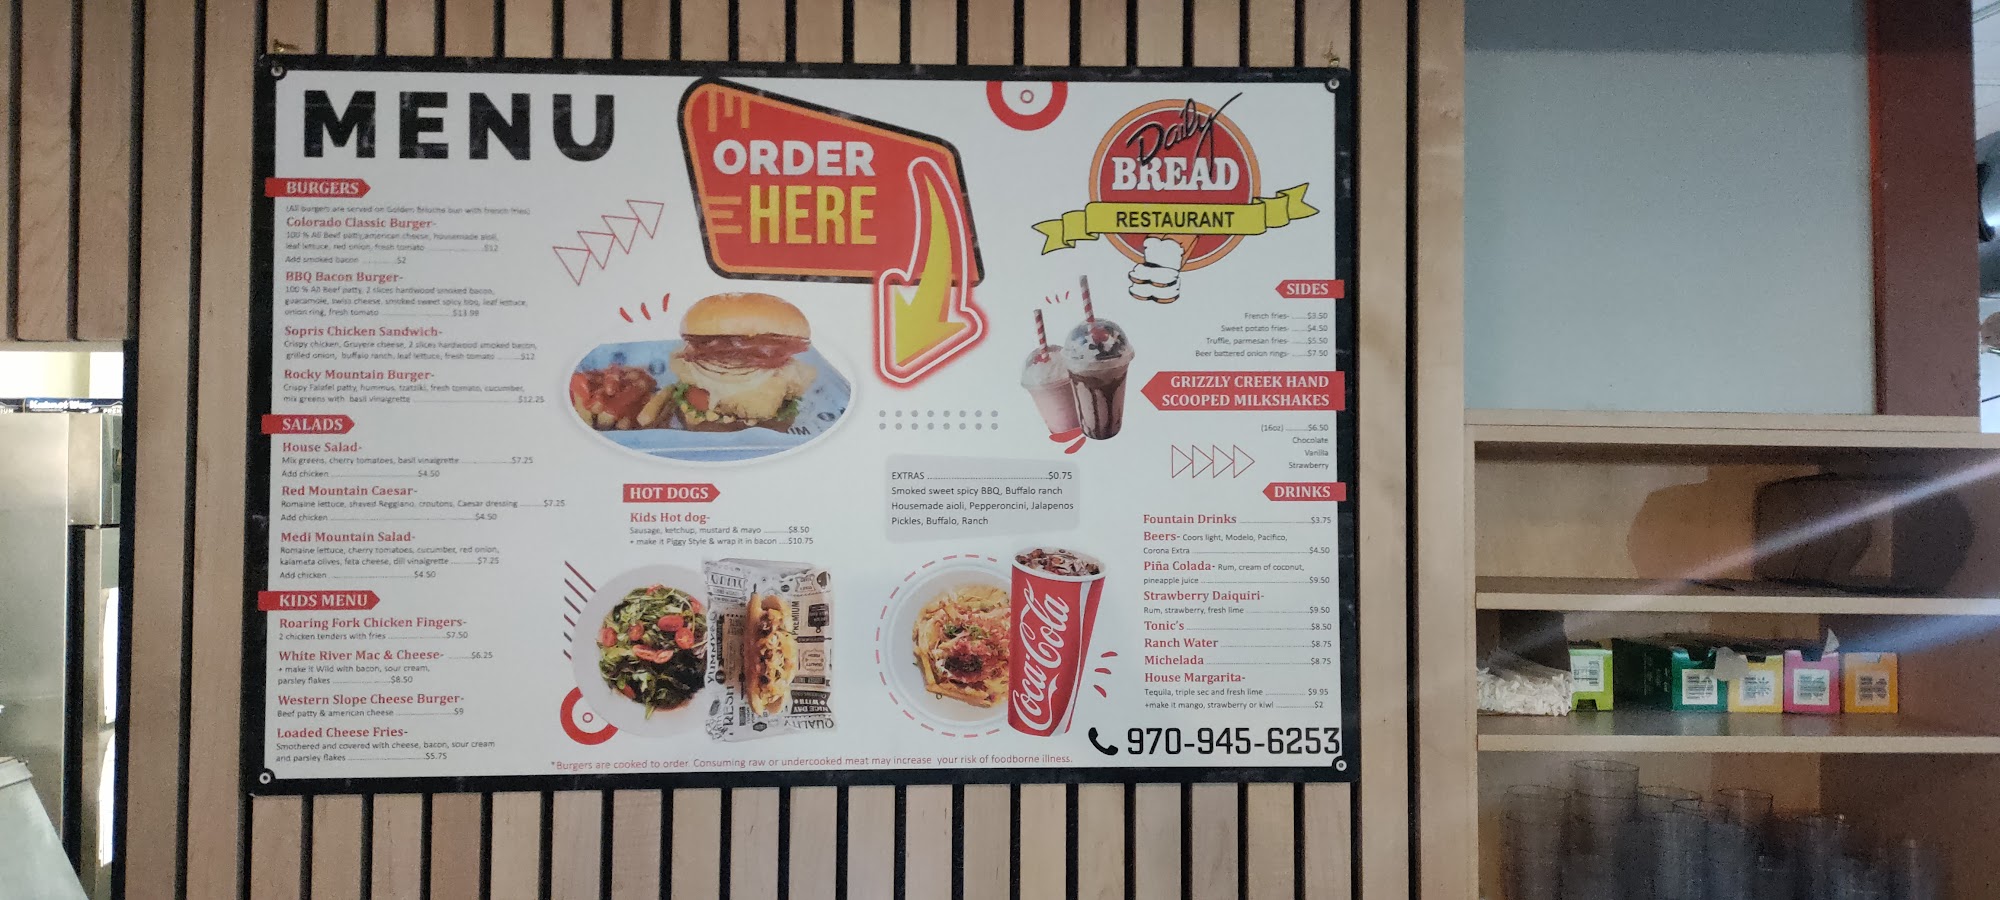 MENU
ORDER
HERE
Daily
BREAD
RESTAURANT
BURGERS
(All burgers are served on Golden Brioche bun with french fries)
Colorado Classic Burger-
100 % All Beef patty,american cheese, housemade aioli,
leaf lettuce, red onion, fresh tomato ..........$12
Add smoked bacon ..........$2
BBQ Bacon Burger-
100 % All Beef patty, 2 slices hardwood smoked bacon,
guacamole, swiss cheese, smoked sweet spicy bbq, leaf lettuce,
onion ring, fresh tomato ..........$13.98
Sopris Chicken Sandwich-
Crispy chicken, Gruyere cheese, 2 slices hardwood smoked bacon,
grilled onion, buffalo ranch, leaf lettuce, fresh tomato ..........$12
Rocky Mountain Burger-
Crispy Falafel patty, hummus, tzatziki, fresh tomato, cucumber,
mix greens with basil vinaigrette ..........$12.25
SALADS
House Salad-
Mix greens, cherry tomatoes, basil vinaigrette ..........$7.25
Add chicken ..........$4.50
Red Mountain Caesar-
Romaine lettuce, shaved Reggiano, croutons, Caesar dressing ..........$7.25
Add chicken ..........$4.50
Medi Mountain Salad-
Romaine lettuce, cherry tomatoes, cucumber, red onion,
kalamata olives, feta cheese, dill vinaigrette ..........$7.25
Add chicken ..........$4.50
KIDS MENU
Roaring Fork Chicken Fingers-
2 chicken tenders with fries ..........$7.50
White River Mac & Cheese- ..........$6.25
+ make it Wild with bacon, sour cream,
parsley flakes ..........$8.50
Western Slope Cheese Burger-
Beef patty & american cheese ..........$9
Loaded Cheese Fries-
Smothered and covered with cheese, bacon, sour cream
and parsley flakes ..........$5.75
HOT DOGS
Kids Hot dog-
Sausage, ketchup, mustard & mayo ..........$8.50
+ make it Piggy Style & wrap it in bacon ....$10.75
EXTRAS ..........$0.75
Smoked sweet spicy BBQ, Buffalo ranch
Housemade aioli, Pepperoncini, Jalapenos
Pickles, Buffalo, Ranch
SIDES
French fries- ......$3.50
Sweet potato fries- ......$4.50
Truffle, parmesan fries- ......$5.50
Beer battered onion rings- ......$7.50
GRIZZLY CREEK HAND
SCOOPED MILKSHAKES
(16oz) ..........$6.50
Chocolate
Vanilla
Strawberry
DRINKS
Fountain Drinks ..........$3.75
Beers- Coors light, Modelo, Pacifico,
Corona Extra ..........$4.50
Piña Colada- Rum, cream of coconut,
pineapple juice ..........$9.50
Strawberry Daiquiri-
Rum, strawberry, fresh lime ..........$9.50
Tonic's ..........$8.50
Ranch Water ..........$8.75
Michelada ..........$8.75
House Margarita-
Tequila, triple sec and fresh lime ..........$9.95
+make it mango, strawberry or kiwi ..........$2
Coca-Cola
970-945-6253
*Burgers are cooked to order. Consuming raw or undercooked meat may increase your risk of foodborne illness.